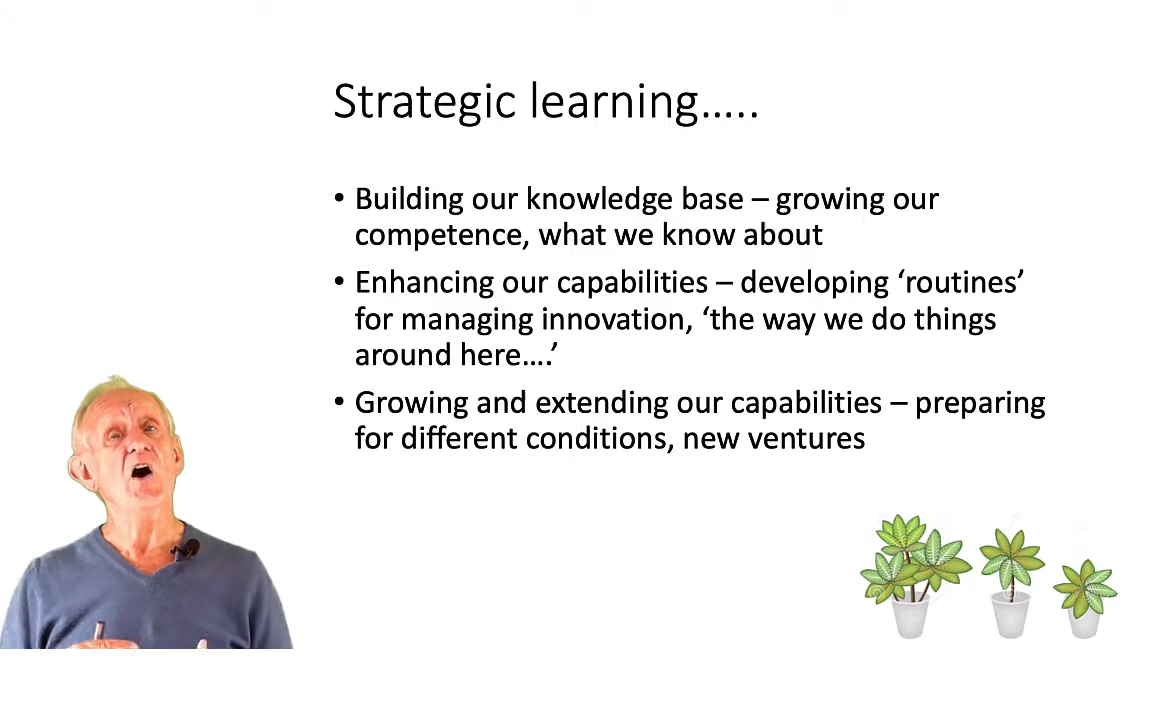 Strategic learning…..
• Building our knowledge base – growing our
competence, what we know about
• Enhancing our capabilities – developing ‘routines’
for managing innovation, ‘the way we do things
around here….’
• Growing and extending our capabilities – preparing
for different conditions, new ventures